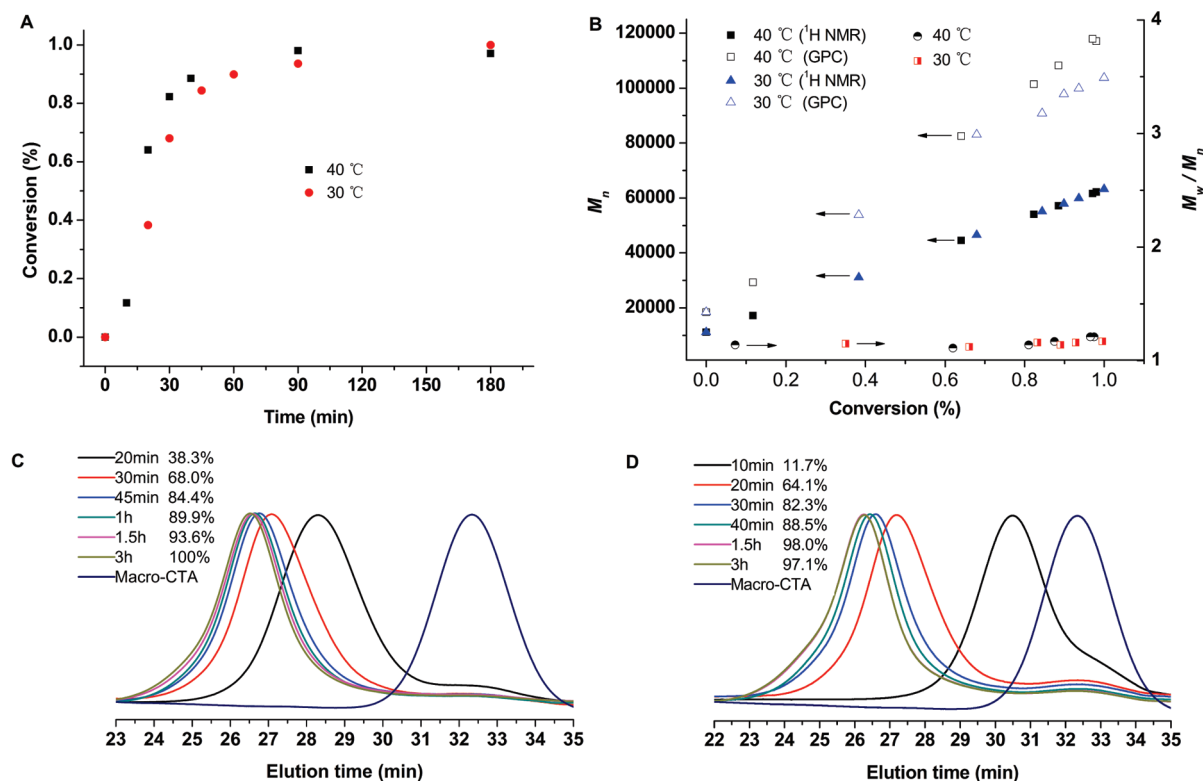 A
1.0
0.8
0.6
0.4
0.2
0.0
Conversion (%)
40 ℃
30 ℃
0 30 60 90 120 150 180
Time (min)
B
120000
100000
80000
60000
40000
20000
Mn
40 ℃ (¹H NMR)
40 ℃ (GPC)
30 ℃ (¹H NMR)
30 ℃ (GPC)
40 ℃
30 ℃
4
3
2
1
Mw / Mn
0.0 0.2 0.4 0.6 0.8 1.0
Conversion (%)
C
20min 38.3%
30min 68.0%
45min 84.4%
1h 89.9%
1.5h 93.6%
3h 100%
Macro-CTA
23 24 25 26 27 28 29 30 31 32 33 34 35
Elution time (min)
D
10min 11.7%
20min 64.1%
30min 82.3%
40min 88.5%
1.5h 98.0%
3h 97.1%
Macro-CTA
22 23 24 25 26 27 28 29 30 31 32 33 34 35
Elution time (min)